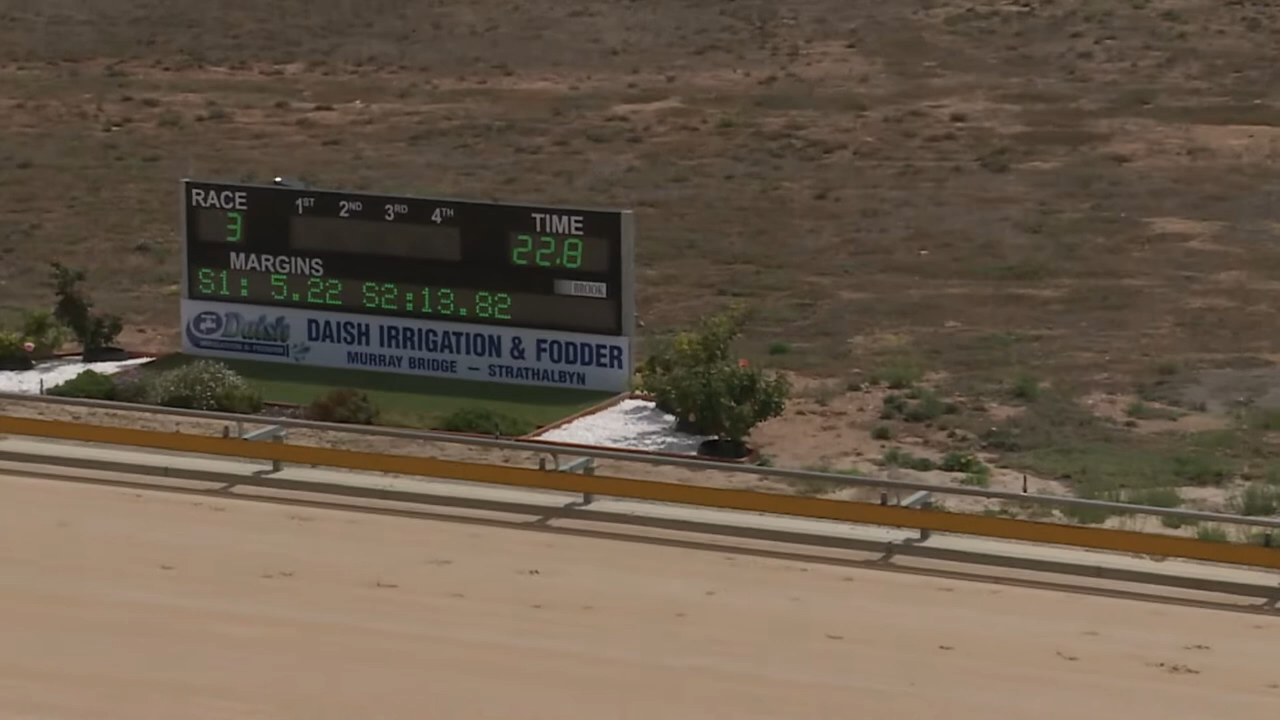 RACE 1ST 2ND 3RD 4TH TIME
3 22.8
MARGINS
S1: 5.22 S2:13.82
BROOK
Daish
DAISH IRRIGATION & FODDER
MURRAY BRIDGE — STRATHALBYN